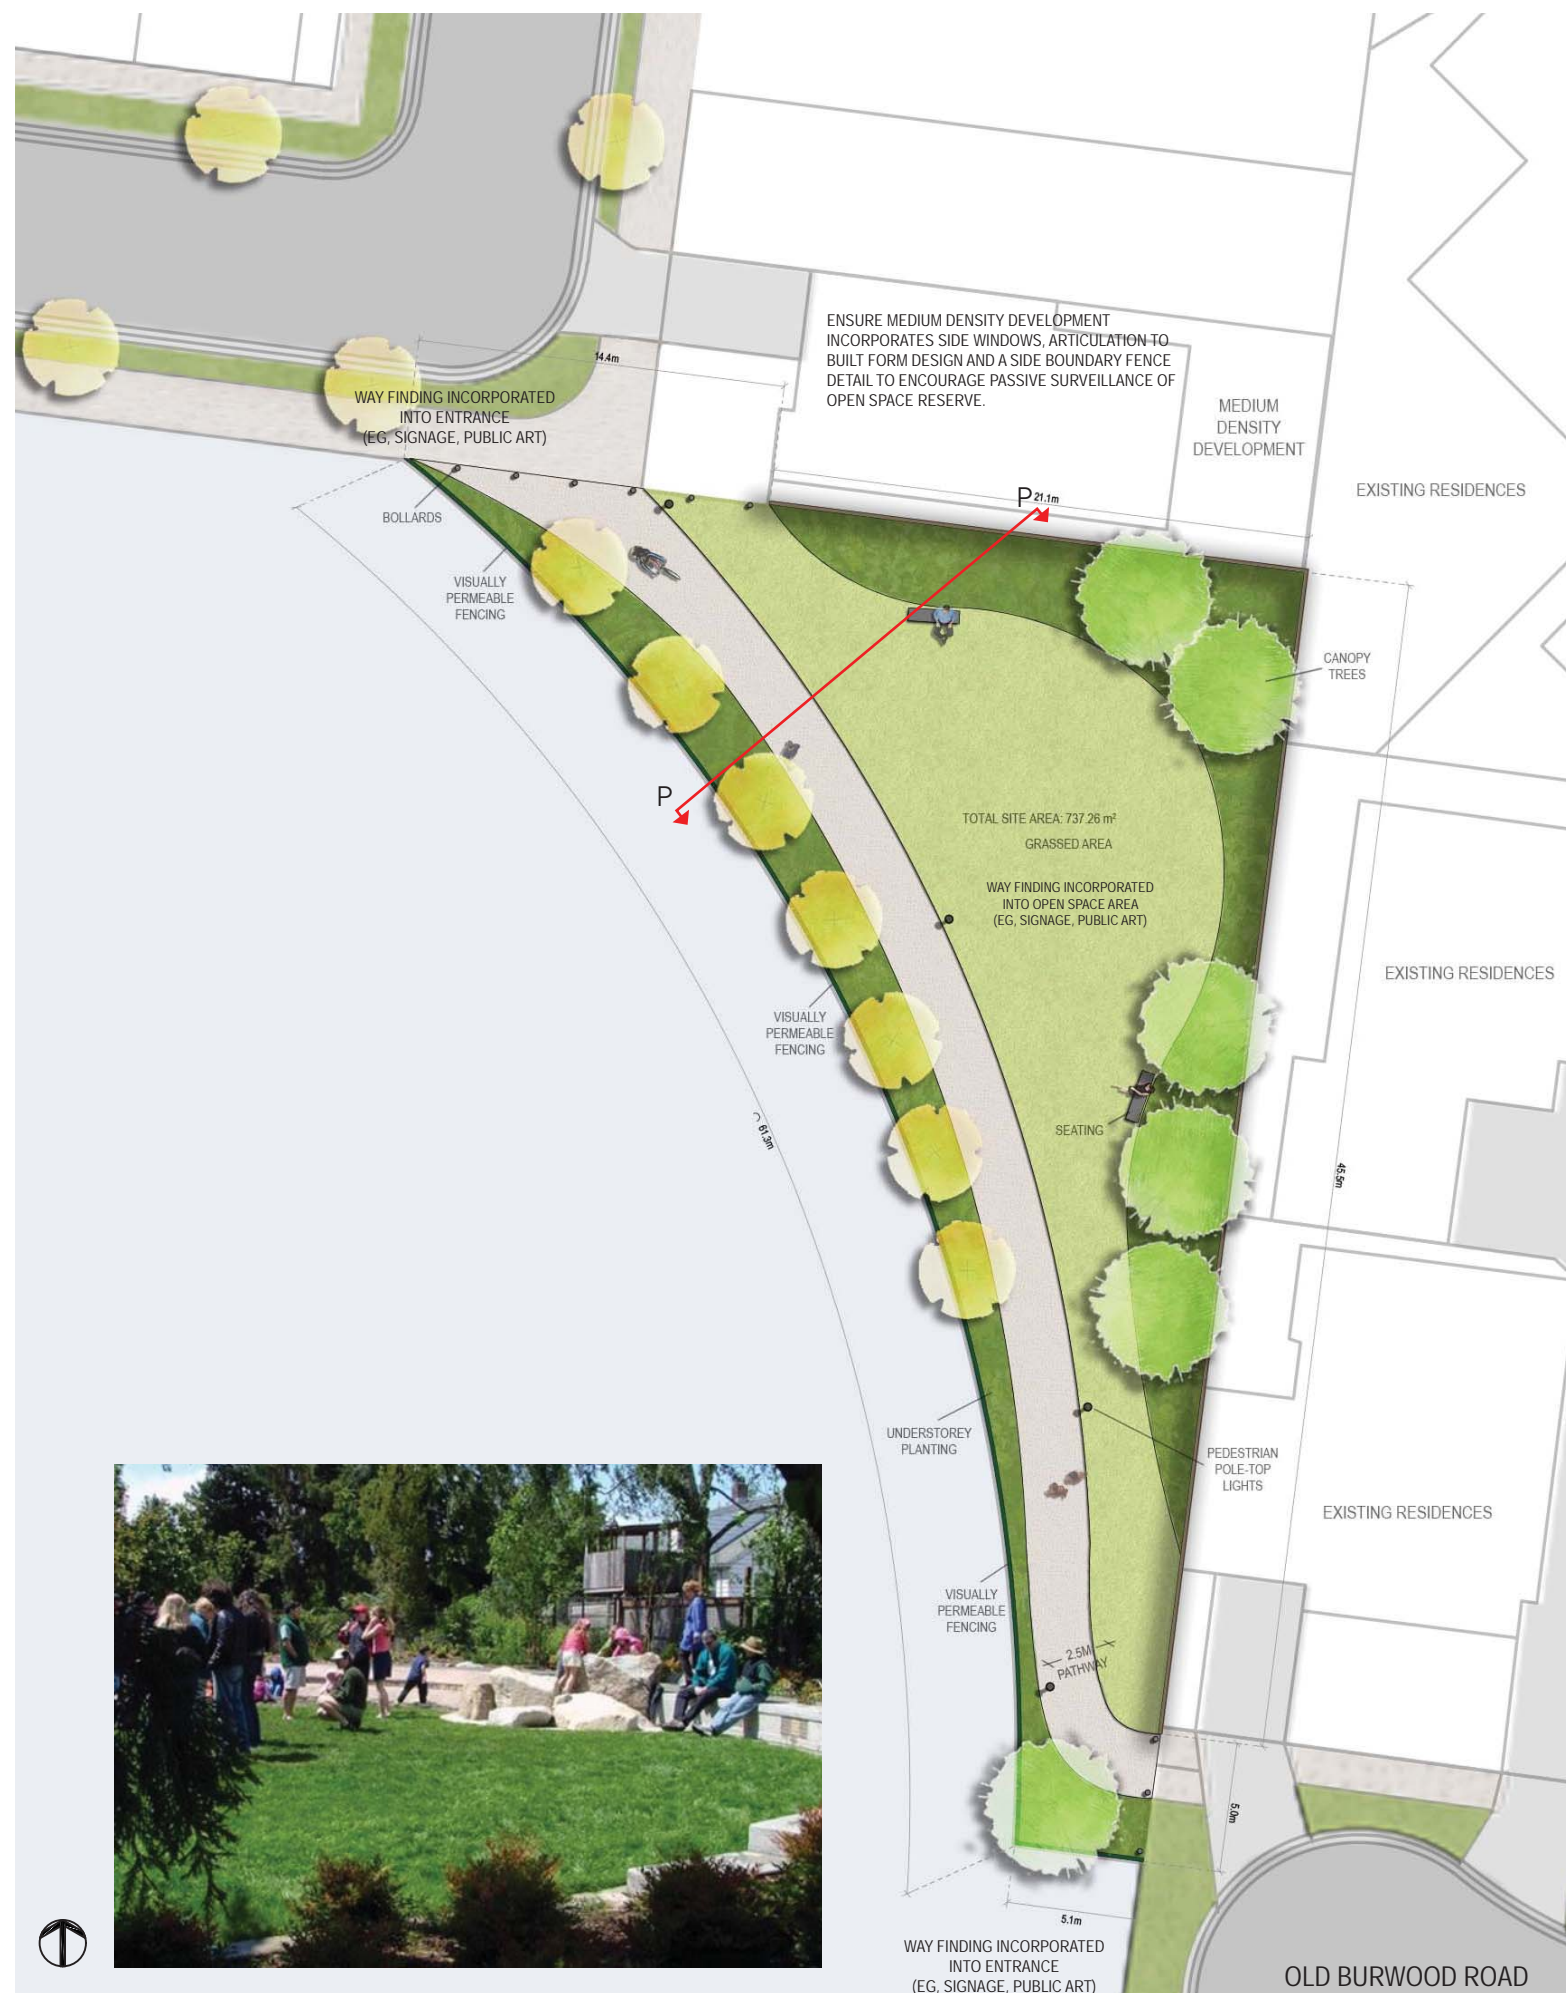 14.4m
ENSURE MEDIUM DENSITY DEVELOPMENT
INCORPORATES SIDE WINDOWS, ARTICULATION TO
BUILT FORM DESIGN AND A SIDE BOUNDARY FENCE
DETAIL TO ENCOURAGE PASSIVE SURVEILLANCE OF
OPEN SPACE RESERVE.
WAY FINDING INCORPORATED
INTO ENTRANCE
(EG, SIGNAGE, PUBLIC ART)
MEDIUM
DENSITY
DEVELOPMENT
EXISTING RESIDENCES
P
21.1m
BOLLARDS
VISUALLY
PERMEABLE
FENCING
CANOPY
TREES
P
TOTAL SITE AREA: 737.26 m²
GRASSED AREA
WAY FINDING INCORPORATED
INTO OPEN SPACE AREA
(EG, SIGNAGE, PUBLIC ART)
EXISTING RESIDENCES
VISUALLY
PERMEABLE
FENCING
61.3m
SEATING
45.5m
UNDERSTOREY
PLANTING
PEDESTRIAN
POLE-TOP
LIGHTS
EXISTING RESIDENCES
VISUALLY
PERMEABLE
FENCING
2.5M
PATHWAY
5.0m
5.1m
WAY FINDING INCORPORATED
INTO ENTRANCE
(EG, SIGNAGE, PUBLIC ART)
OLD BURWOOD ROAD